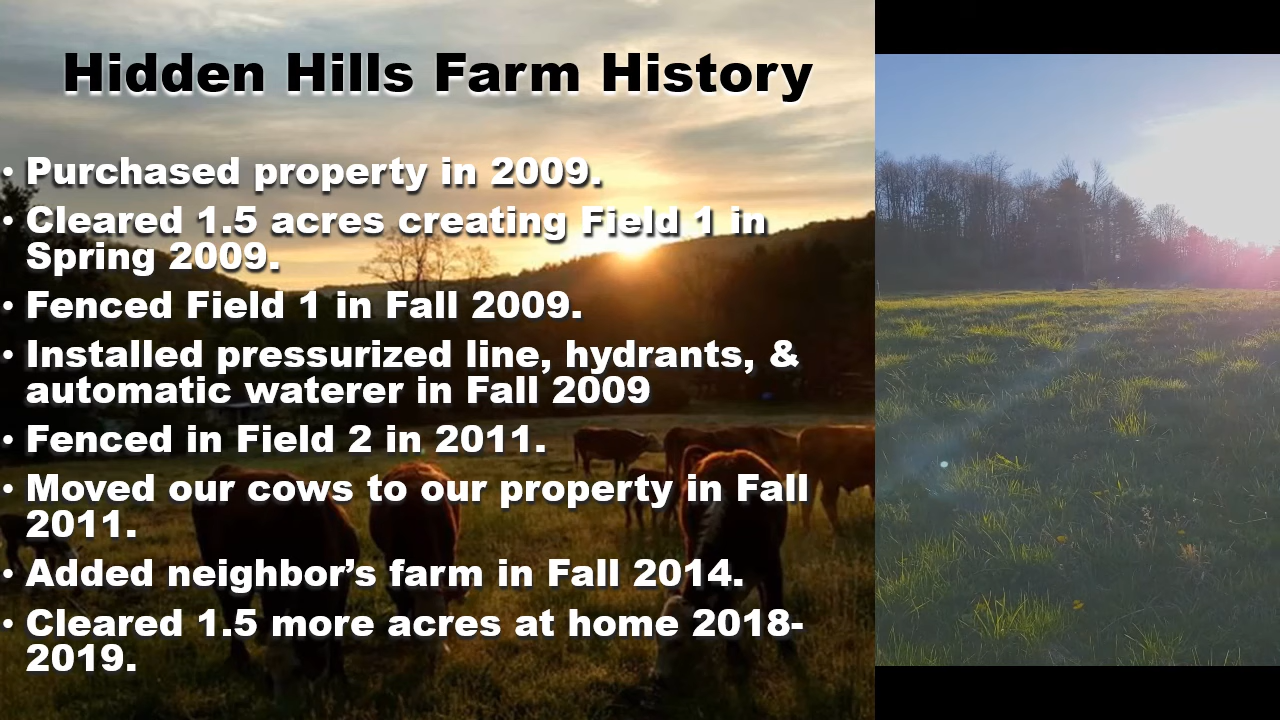 Hidden Hills Farm History
• Purchased property in 2009.
• Cleared 1.5 acres creating Field 1 in
Spring 2009.
• Fenced Field 1 in Fall 2009.
• Installed pressurized line, hydrants, &
automatic waterer in Fall 2009
• Fenced in Field 2 in 2011.
• Moved our cows to our property in Fall
2011.
• Added neighbor’s farm in Fall 2014.
• Cleared 1.5 more acres at home 2018-
2019.